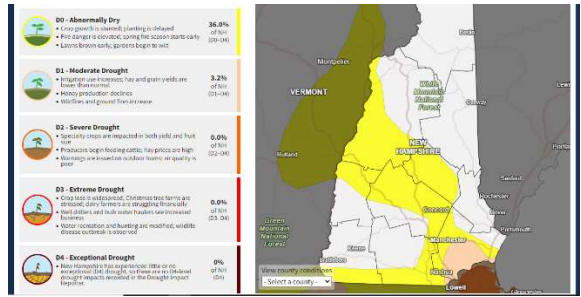 D0 - Abnormally Dry
• Crop growth is stunted; planting is delayed
• Fire danger is elevated; spring fire season starts early
• Lawns brown early; gardens begin to wilt
36.0%
of NH
(D0-D4)
D1 - Moderate Drought
• Irrigation use increases; hay and grain yields are
lower than normal
• Honey production declines
• Wildfires and ground fires increase
3.2%
of NH
(D1-D4)
D2 - Severe Drought
• Specialty crops are impacted in both yield and fruit
size
• Producers begin feeding cattle; hay prices are high
• Warnings are issued on outdoor burns; air quality is
poor
0.0%
of NH
(D2-D4)
D3 - Extreme Drought
• Crop loss is widespread; Christmas tree farms are
stressed; dairy farmers are struggling financially
• Well drillers and bulk water haulers see increased
business
• Water recreation and hunting are modified; wildlife
disease outbreak is observed
0.0%
of NH
(D3-D4)
D4 - Exceptional Drought
• New Hampshire has experienced little or no
exceptional (D4) drought, so there are no D4-level
drought impacts recorded in the Drought Impact
Reporter.
0%
of NH
(D4)
Berlin
Montpelier
VERMONT
White
Mountain
National
Forest
Conway
Lewi
NEW
HAMPSHIRE
Rutland
Portlan
Sanford
Rochester
Dover
Concord
Portsmouth
Green
Mountain
National
Forest
Manchester
Keene
Brattleboro
Nashua
Lowell
Gloucester
View county conditions
- Select a county -